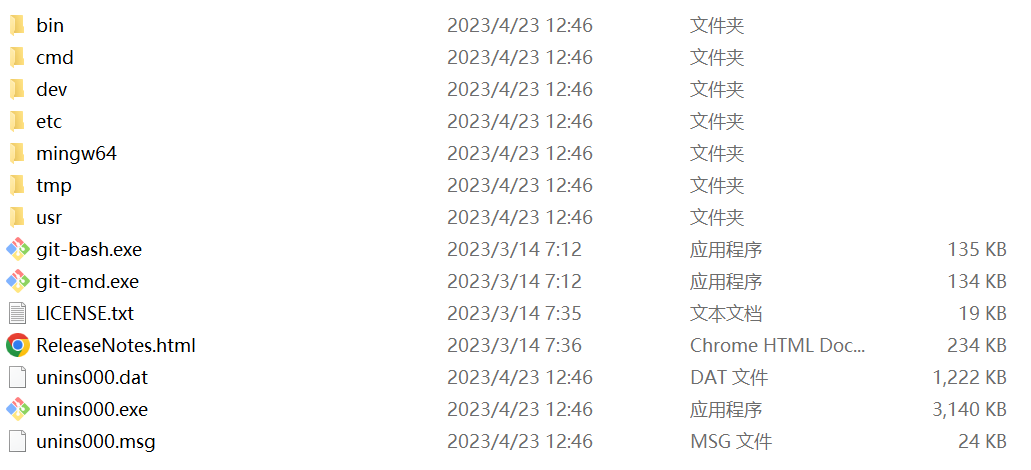 bin 2023/4/23 12:46 文件夹
cmd 2023/4/23 12:46 文件夹
dev 2023/4/23 12:46 文件夹
etc 2023/4/23 12:46 文件夹
mingw64 2023/4/23 12:46 文件夹
tmp 2023/4/23 12:46 文件夹
usr 2023/4/23 12:46 文件夹
git-bash.exe 2023/3/14 7:12 应用程序 135 KB
git-cmd.exe 2023/3/14 7:12 应用程序 134 KB
LICENSE.txt 2023/3/14 7:35 文本文档 19 KB
ReleaseNotes.html 2023/3/14 7:36 Chrome HTML Doc... 234 KB
unins000.dat 2023/4/23 12:46 DAT 文件 1,222 KB
unins000.exe 2023/4/23 12:46 应用程序 3,140 KB
unins000.msg 2023/4/23 12:46 MSG 文件 24 KB